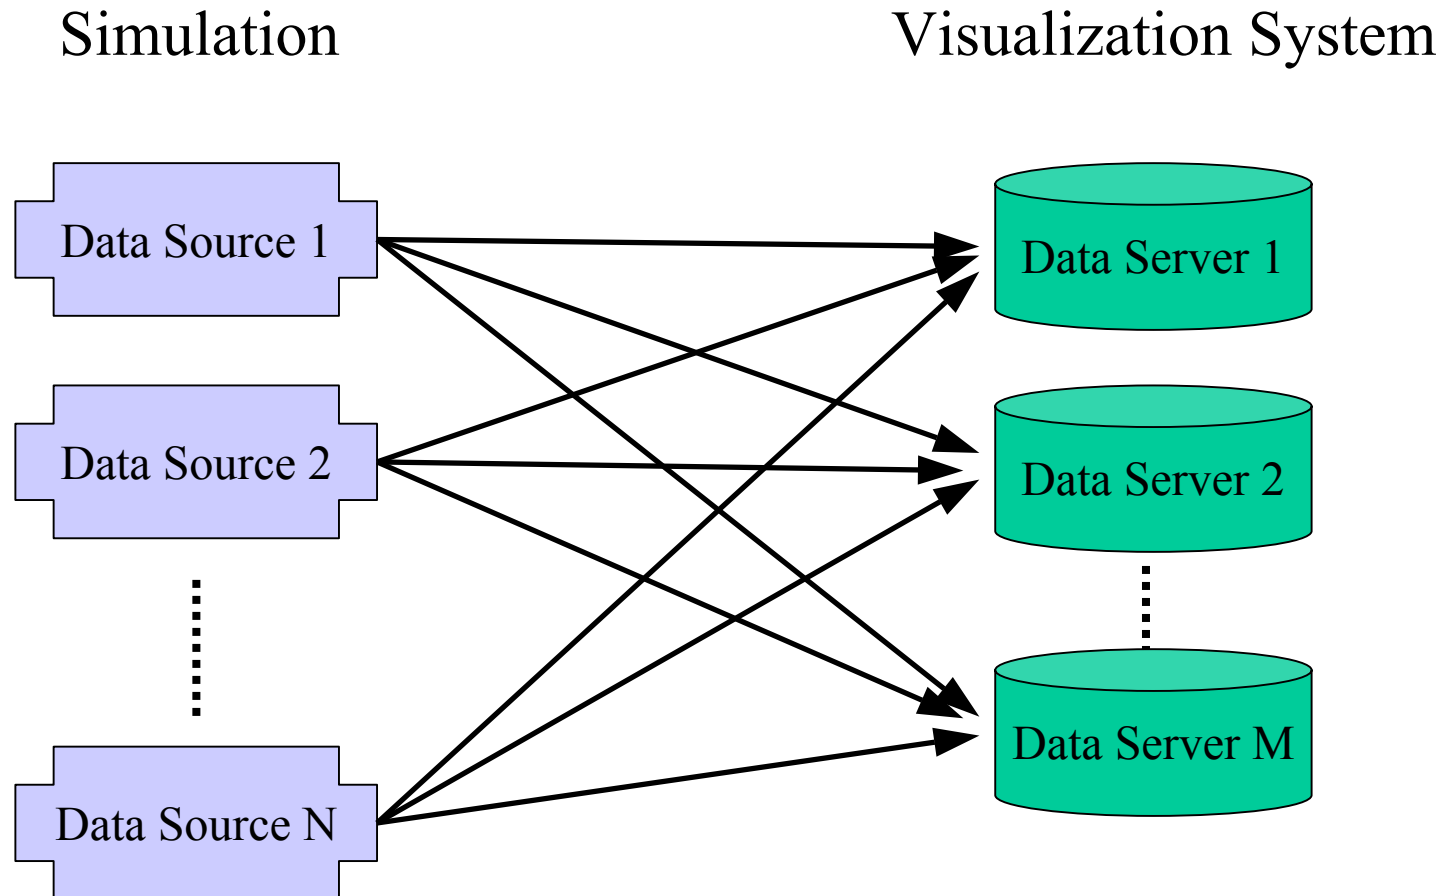 Simulation
Visualization System
Data Source 1
Data Server 1
Data Source 2
Data Server 2
Data Server M
Data Source N